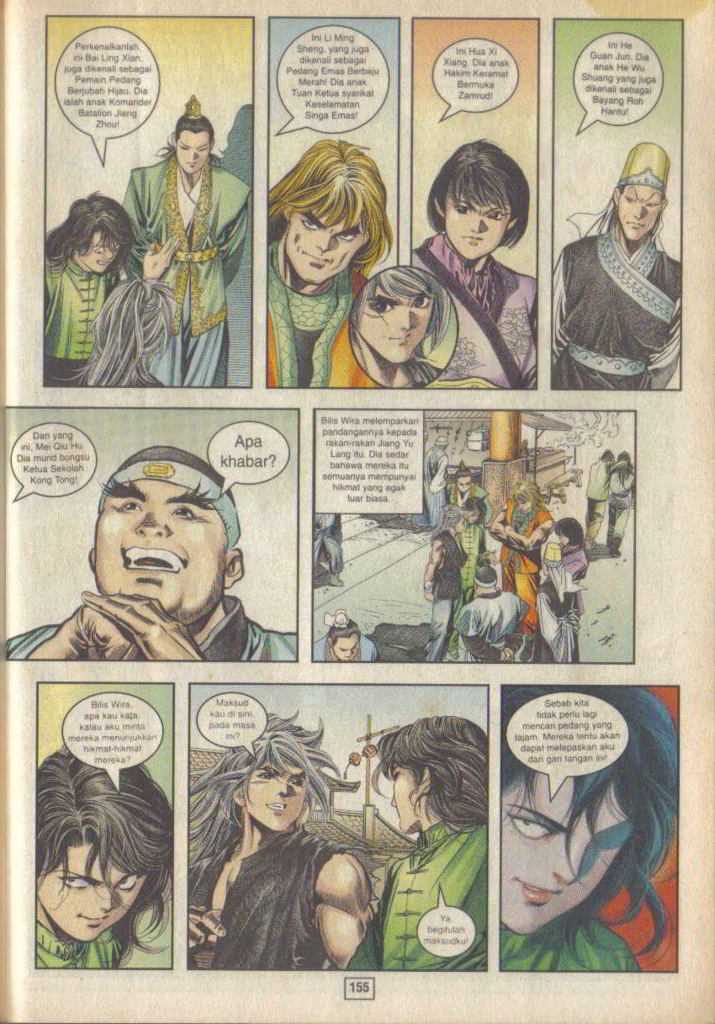 Perkenalkanlah,
ini Bai Ling Xian,
juga dikenali sebagai
Pemain Pedang
Berjubah Hijau. Dia
ialah anak Komander
Batalion Jiang
Zhou!
Ini Li Ming
Sheng, yang juga
dikenali sebagai
Pedang Emas Berbaju
Merah! Dia anak
Tuan Ketua syarikat
Keselamatan
Singa Emas!
Ini Hua Xi
Xiang. Dia anak
Hakim Keramat
Bermuka
Zamrud!
Ini He
Guan Jun. Dia
anak He Wu
Shuang yang juga
dikenali sebagai
Bayang Roh
Hantu!
Dan yang
ini, Mei Qiu Hu.
Dia murid bongsu
Ketua Sekolah
Kong Tong!
Apa
khabar?
Bilis Wira melemparkan
pandangannya kepada
rakan-rakan Jiang Yu
Lang itu. Dia sedar
bahawa mereka itu
semuanya mempunyai
hikmat yang agak
luar biasa.
Bilis Wira,
apa kau kata
kalau aku minta
mereka menunjukkan
hikmat-hikmat
mereka?
Maksud
kau di sini,
pada masa
ini?
Ya
begitulah
maksudku!
Sebab kita
tidak perlu lagi
mencari pedang yang
tajam. Mereka tentu akan
dapat melepaskan aku
dari gari tangan ini!
155